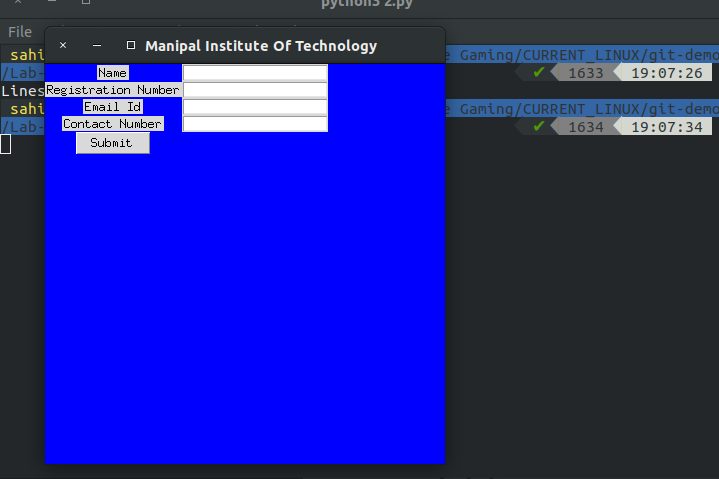 python3 2.py
File
Manipal Institute Of Technology
sahi
e Gaming/CURRENT_LINUX/git-demo
/Lab-
✔ 1633 19:07:26
Lines
sahi
e Gaming/CURRENT_LINUX/git-demo
/Lab-
✔ 1634 19:07:34
Name
Registration Number
Email Id
Contact Number
Submit